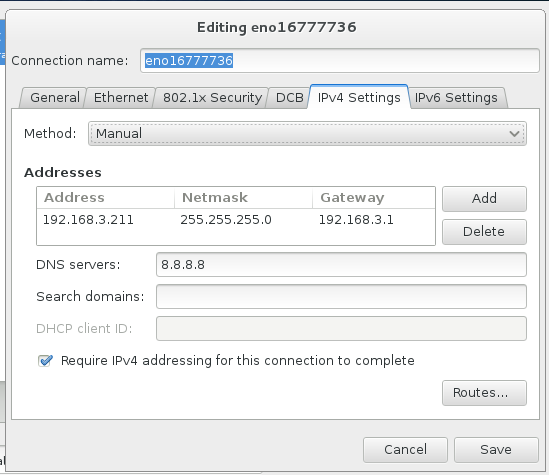 Editing eno16777736
Connection name: eno16777736
General Ethernet 802.1x Security DCB IPv4 Settings IPv6 Settings
Method: Manual
Addresses
Address Netmask Gateway
192.168.3.211 255.255.255.0 192.168.3.1
Add
Delete
DNS servers: 8.8.8.8
Search domains:
DHCP client ID:
Require IPv4 addressing for this connection to complete
Routes...
Cancel Save